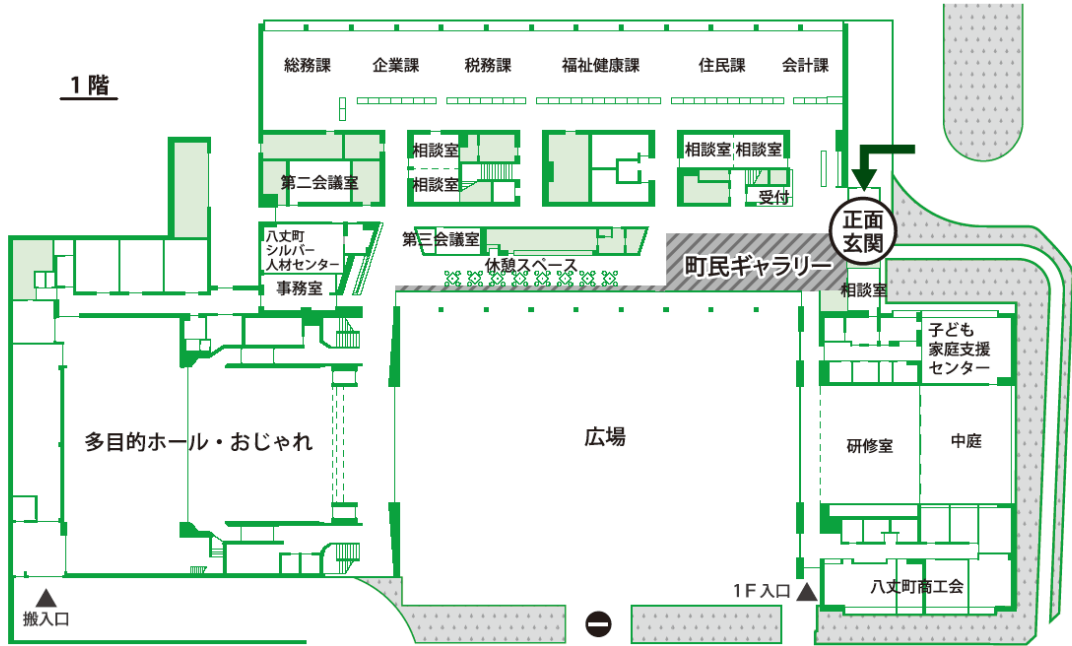 1階
総務課
企業課
税務課
福祉健康課
住民課
会計課
相談室
相談室
相談室
相談室
第二会議室
受付
正面
玄関
八丈町
シルバー
人材センター
事務室
第三会議室
休憩スペース
町民ギャラリー
相談室
子ども
家庭支援
センター
多目的ホール・おじゃれ
広場
研修室
中庭
八丈町商工会
1F入口
搬入口